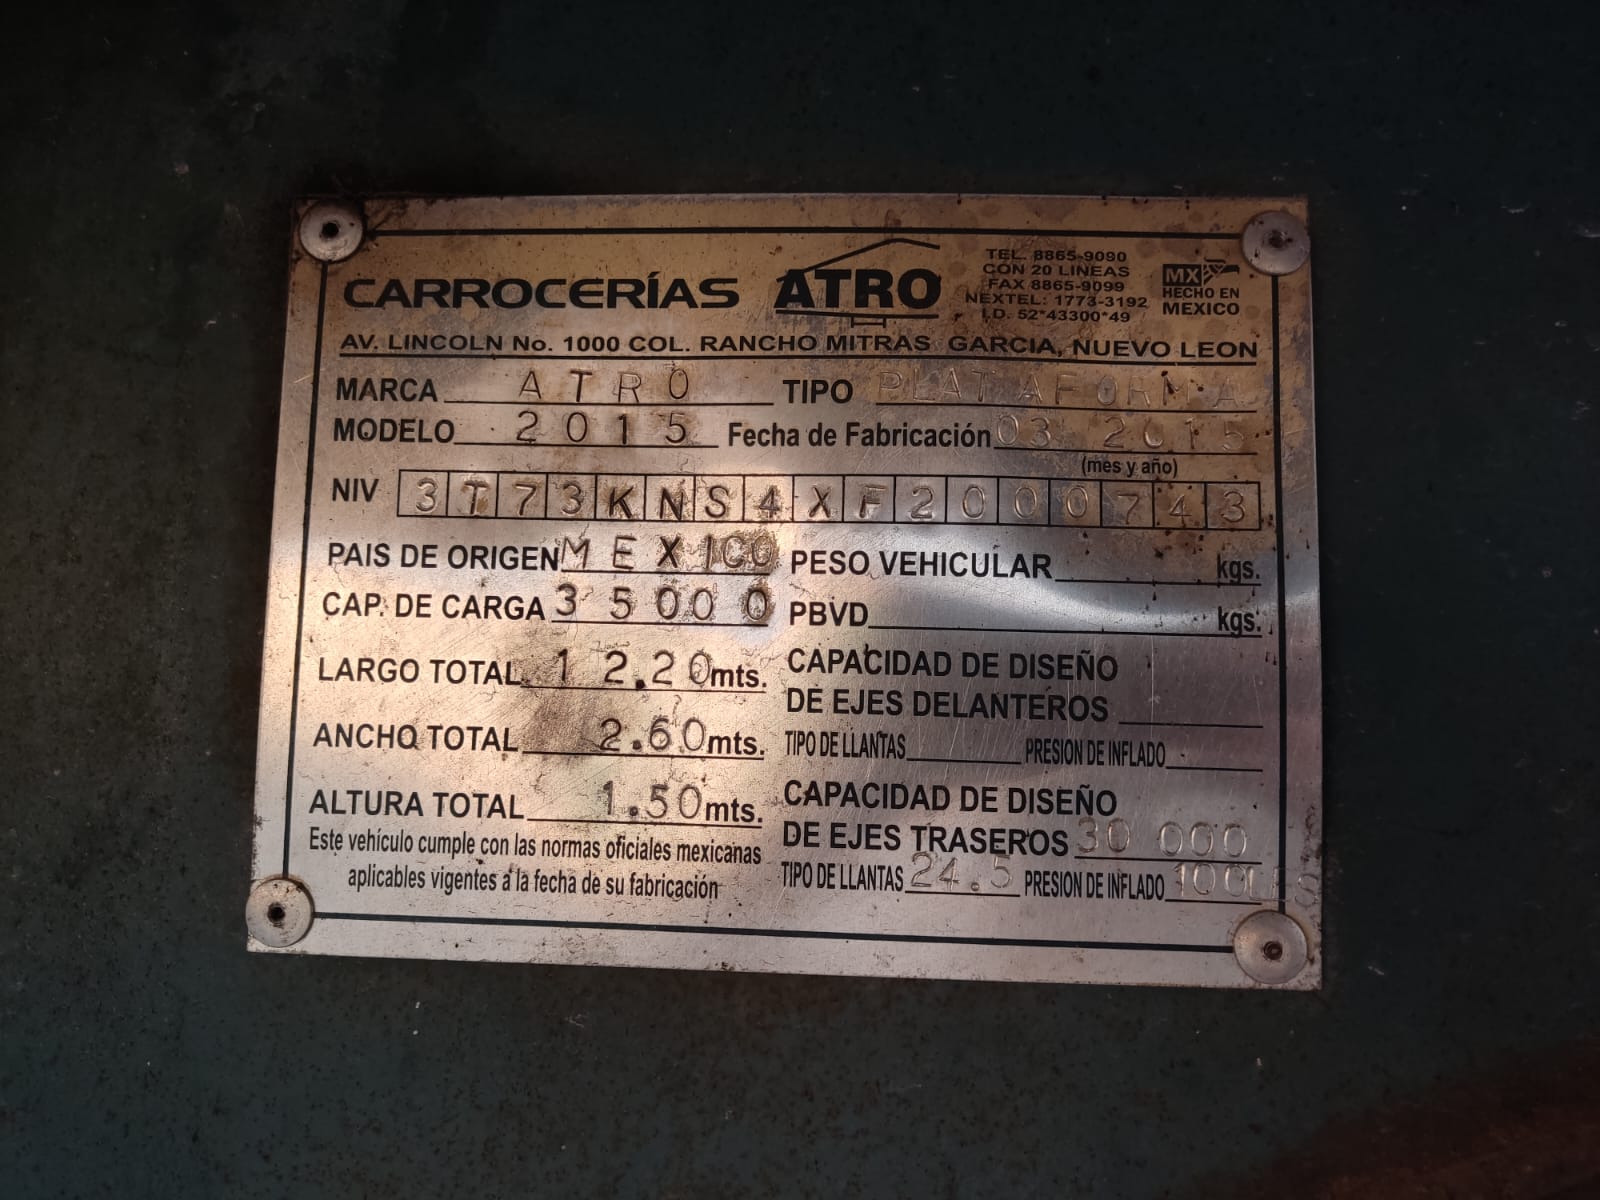 CARROCERÍAS ATRO
TEL. 8865-9090
CON 20 LINEAS
FAX 8865-9099
NEXTEL: 1773-3192
I.D. 52*43300*49
MX
HECHO EN
MEXICO
AV. LINCOLN No. 1000 COL. RANCHO MITRAS GARCIA, NUEVO LEON
MARCA ATRO TIPO PLATAFORMA
MODELO 2015 Fecha de Fabricación 03 2015
(mes y año)
NIV 3T73KNS4XF2000743
PAIS DE ORIGEN MEXICO PESO VEHICULAR kgs.
CAP. DE CARGA 35000 PBVD kgs.
LARGO TOTAL 12.20 mts. CAPACIDAD DE DISEÑO
DE EJES DELANTEROS
ANCHO TOTAL 2.60 mts. TIPO DE LLANTAS PRESION DE INFLADO
ALTURA TOTAL 1.50 mts. CAPACIDAD DE DISEÑO
DE EJES TRASEROS 30 000
Este vehículo cumple con las normas oficiales mexicanas
aplicables vigentes a la fecha de su fabricación
TIPO DE LLANTAS 24.5 PRESION DE INFLADO 100